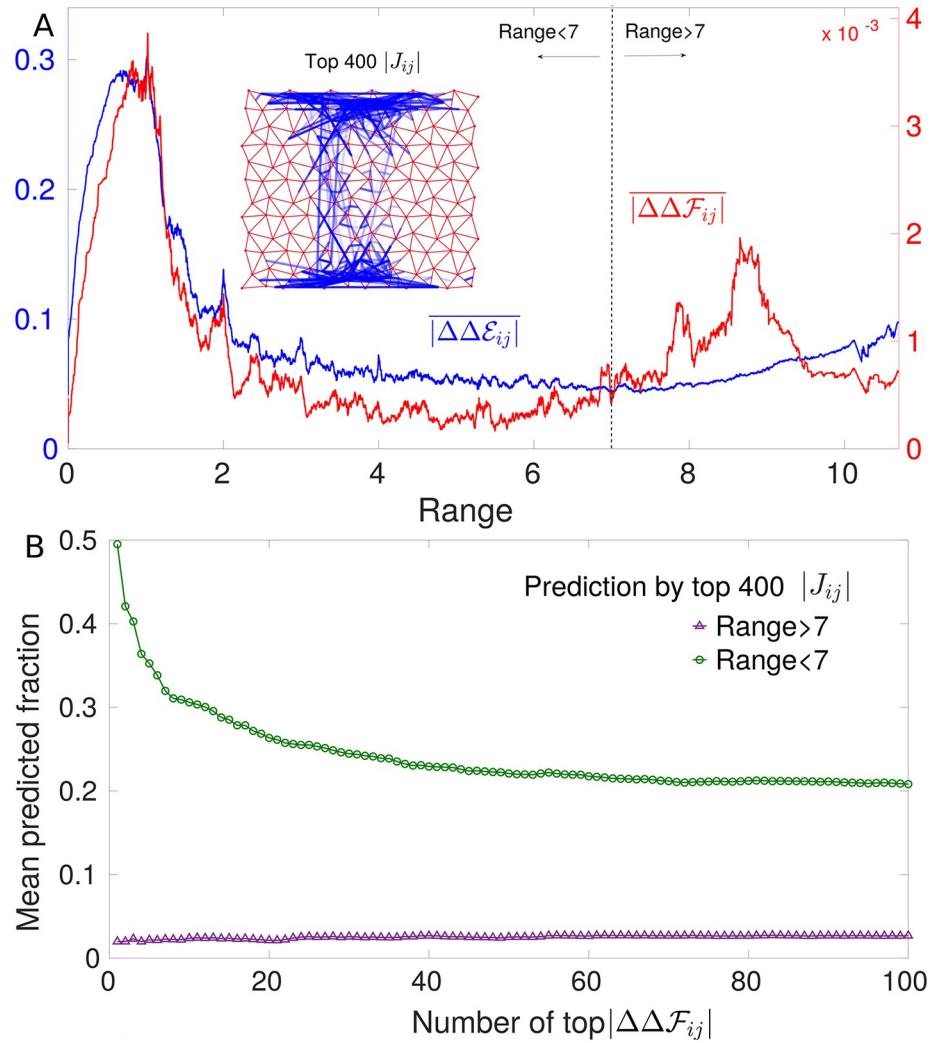 A
x 10 -3
4
Range<7 Range>7
0.3
Top 400 |J_ij|
3
0.2
|ΔΔF_ij|
2
0.1
|ΔΔE_ij|
1
0
0
0 2 4 6 8 10
Range
B
0.5
Prediction by top 400 |J_ij|
0.4
Range>7
Range<7
0.3
0.2
0.1
0
Mean predicted fraction
0 20 40 60 80 100
Number of top|ΔΔF_ij|